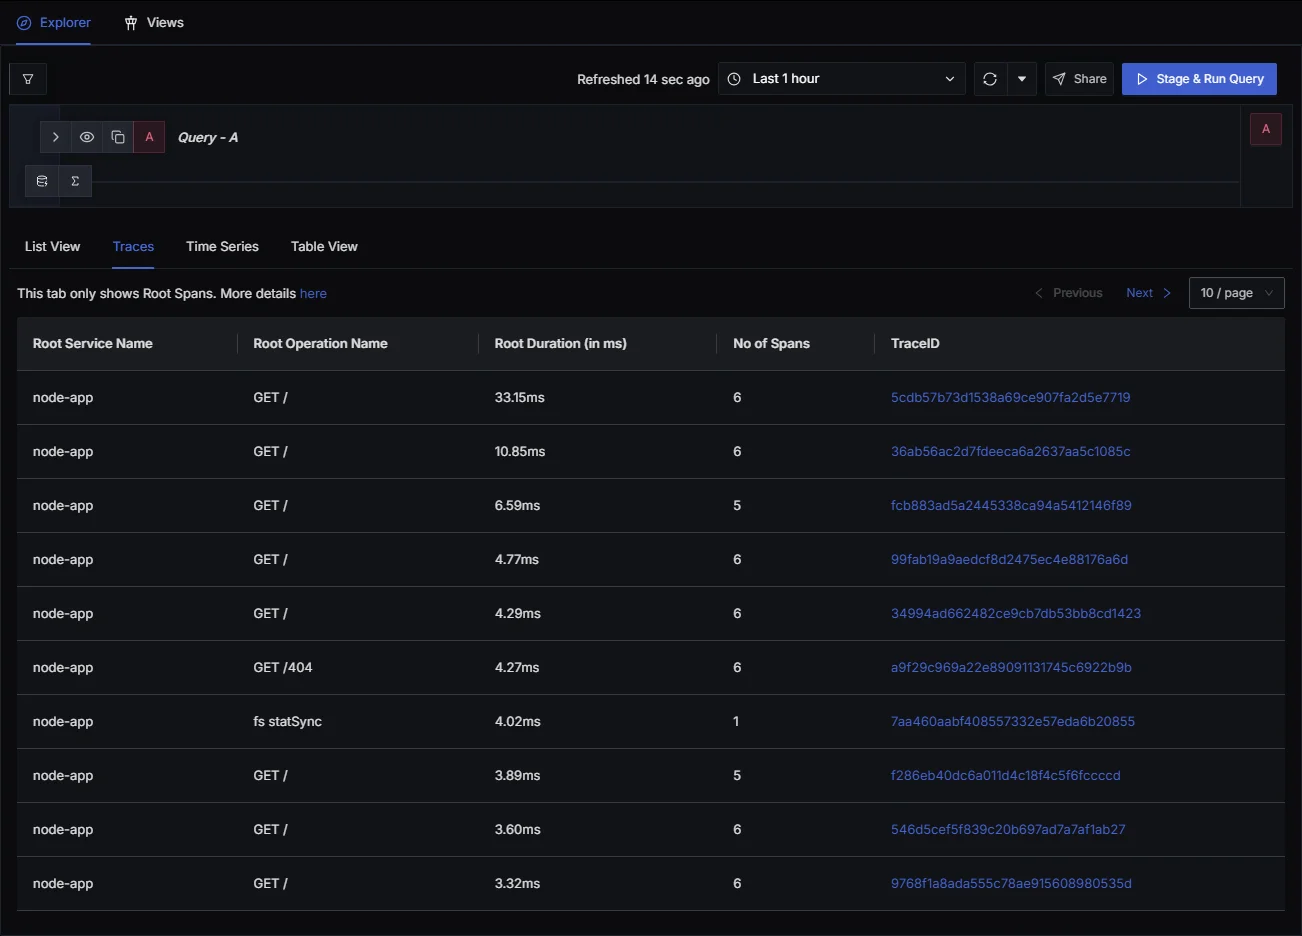 Explorer Views
Refreshed 14 sec ago Last 1 hour Share Stage & Run Query
A Query - A A
Σ
List View Traces Time Series Table View
This tab only shows Root Spans. More details here Previous Next 10 / page
Root Service Name Root Operation Name Root Duration (in ms) No of Spans TraceID
node-app GET / 33.15ms 6 5cdb57b73d1538a69ce907fa2d5e7719
node-app GET / 10.85ms 6 36ab56ac2d7fdeeca6a2637aa5c1085c
node-app GET / 6.59ms 5 fcb883ad5a2445338ca94a5412146f89
node-app GET / 4.77ms 6 99fab19a9aedcf8d2475ec4e88176a6d
node-app GET / 4.29ms 6 34994ad662482ce9cb7db53bb8cd1423
node-app GET /404 4.27ms 6 a9f29c969a22e89091131745c6922b9b
node-app fs statSync 4.02ms 1 7aa460aabf408557332e57eda6b20855
node-app GET / 3.89ms 5 f286eb40dc6a011d4c18f4c5f6fccccd
node-app GET / 3.60ms 6 546d5cef5f839c20b697ad7a7af1ab27
node-app GET / 3.32ms 6 9768f1a8ada555c78ae915608980535d